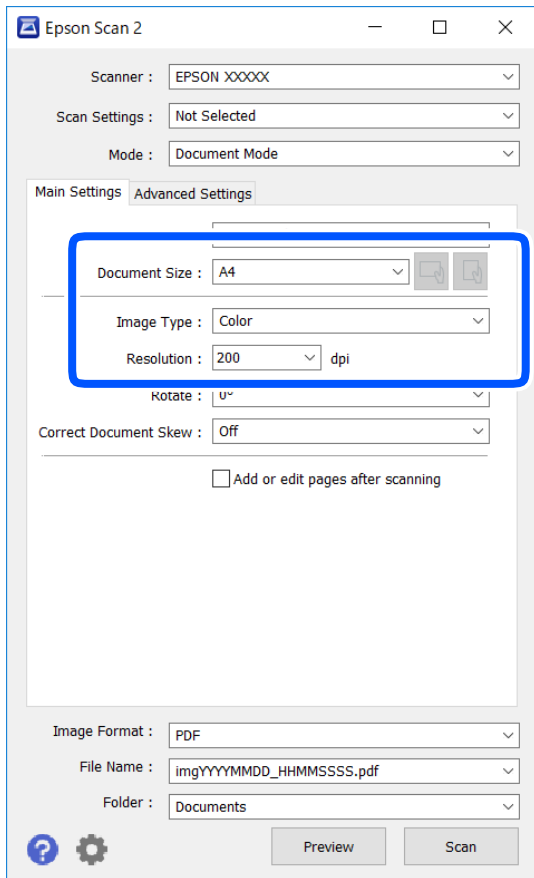 Epson Scan 2
Scanner : EPSON XXXXX
Scan Settings : Not Selected
Mode : Document Mode
Main Settings Advanced Settings
Document Size : A4
Image Type : Color
Resolution : 200 dpi
Rotate : 0°
Correct Document Skew : Off
Add or edit pages after scanning
Image Format : PDF
File Name : imgYYYYMMDD_HHMMSSSS.pdf
Folder : Documents
? Preview Scan